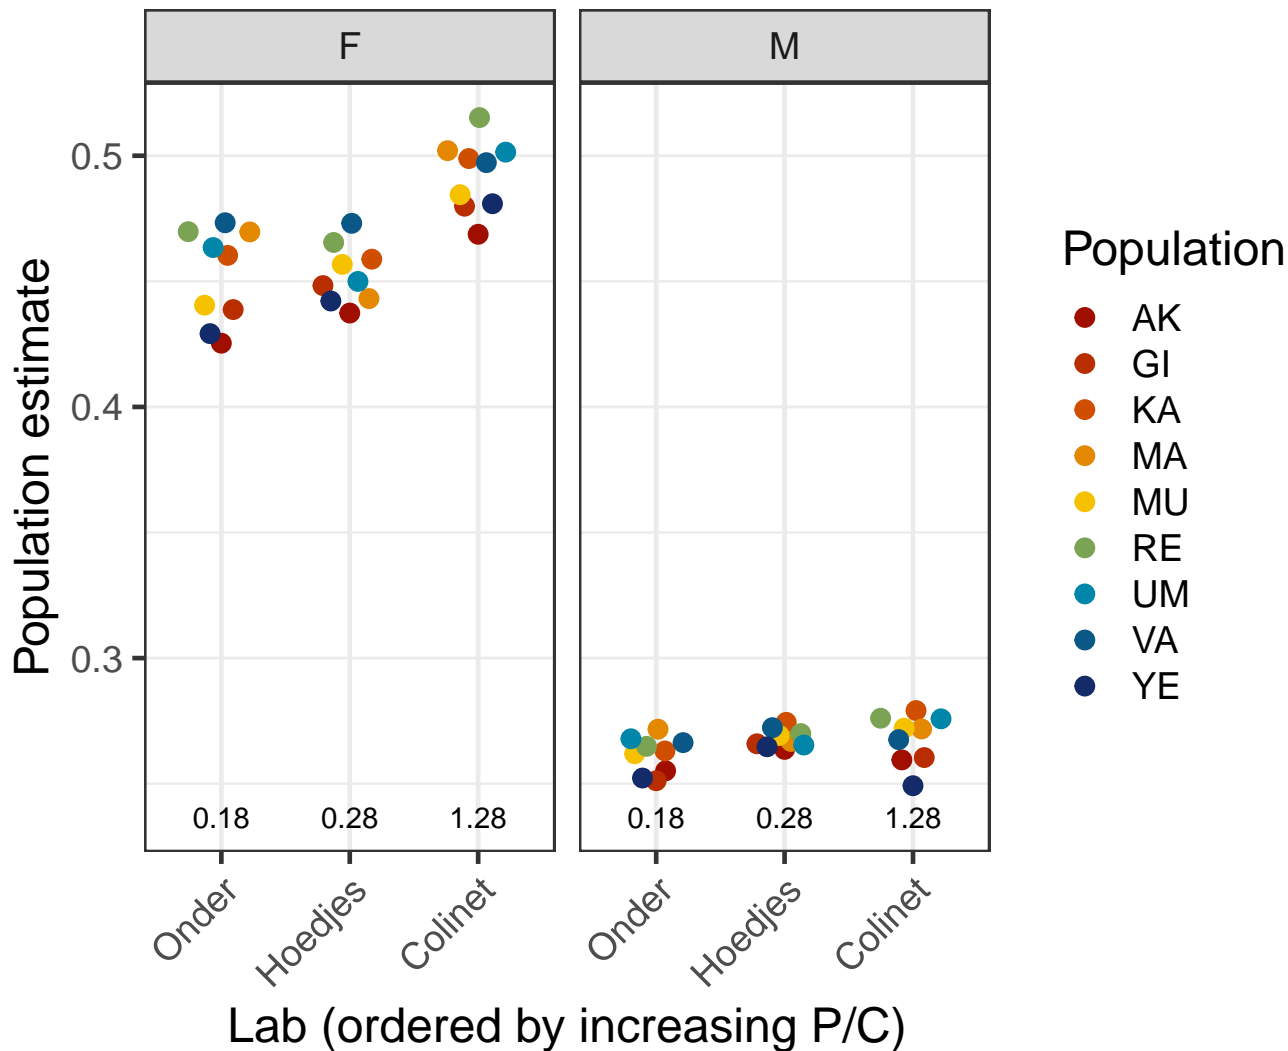 F
M
Population estimate
0.5
0.4
0.3
0.18 0.28 1.28
0.18 0.28 1.28
Onder Hoedjes Colinet
Onder Hoedjes Colinet
Lab (ordered by increasing P/C)
Population
AK
GI
KA
MA
MU
RE
UM
VA
YE